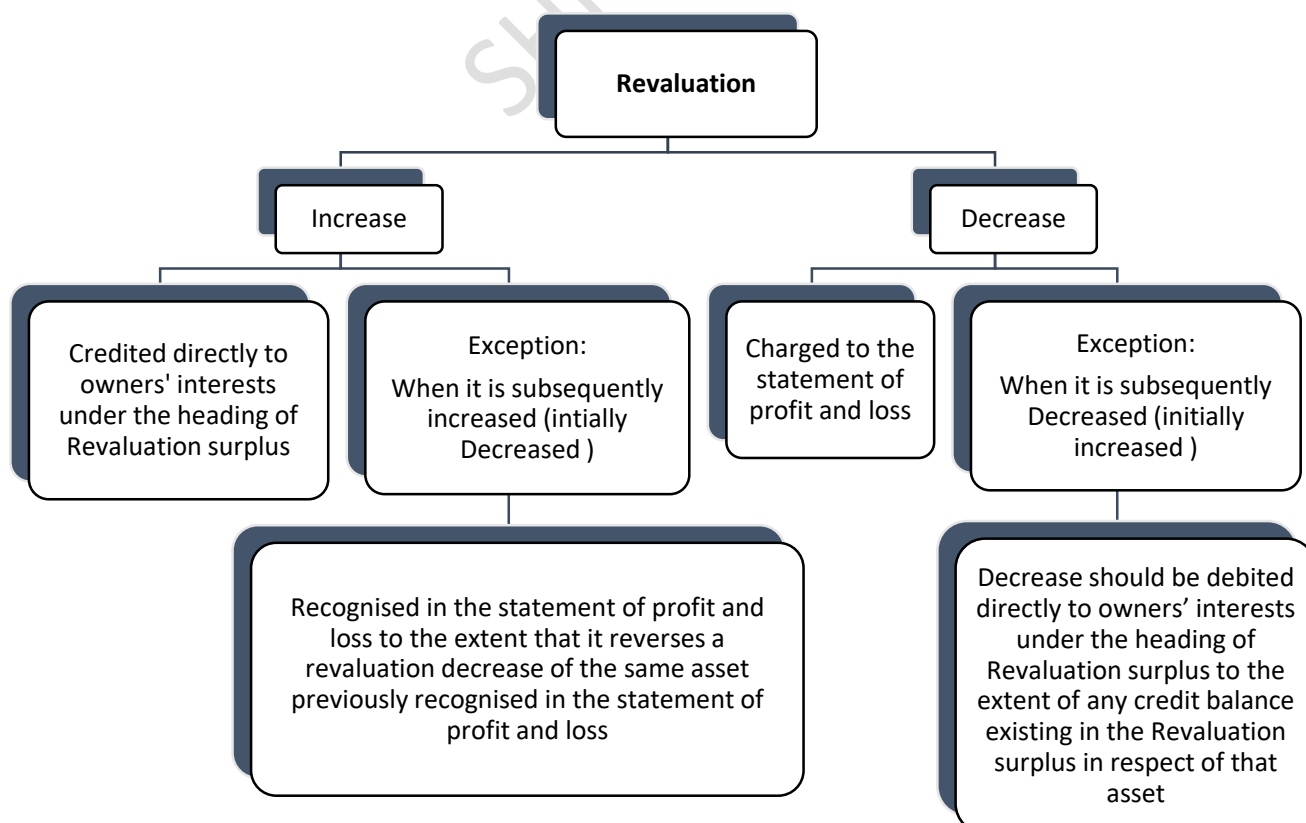 Revaluation
Increase
Decrease
Credited directly to
owners' interests
under the heading of
Revaluation surplus
Exception:
When it is subsequently
increased (intially
Decreased )
Charged to the
statement of
profit and loss
Exception:
When it is subsequently
Decreased (initially
increased )
Recognised in the statement of profit and
loss to the extent that it reverses a
revaluation decrease of the same asset
previously recognised in the statement of
profit and loss
Decrease should be debited
directly to owners’ interests
under the heading of
Revaluation surplus to the
extent of any credit balance
existing in the Revaluation
surplus in respect of that
asset